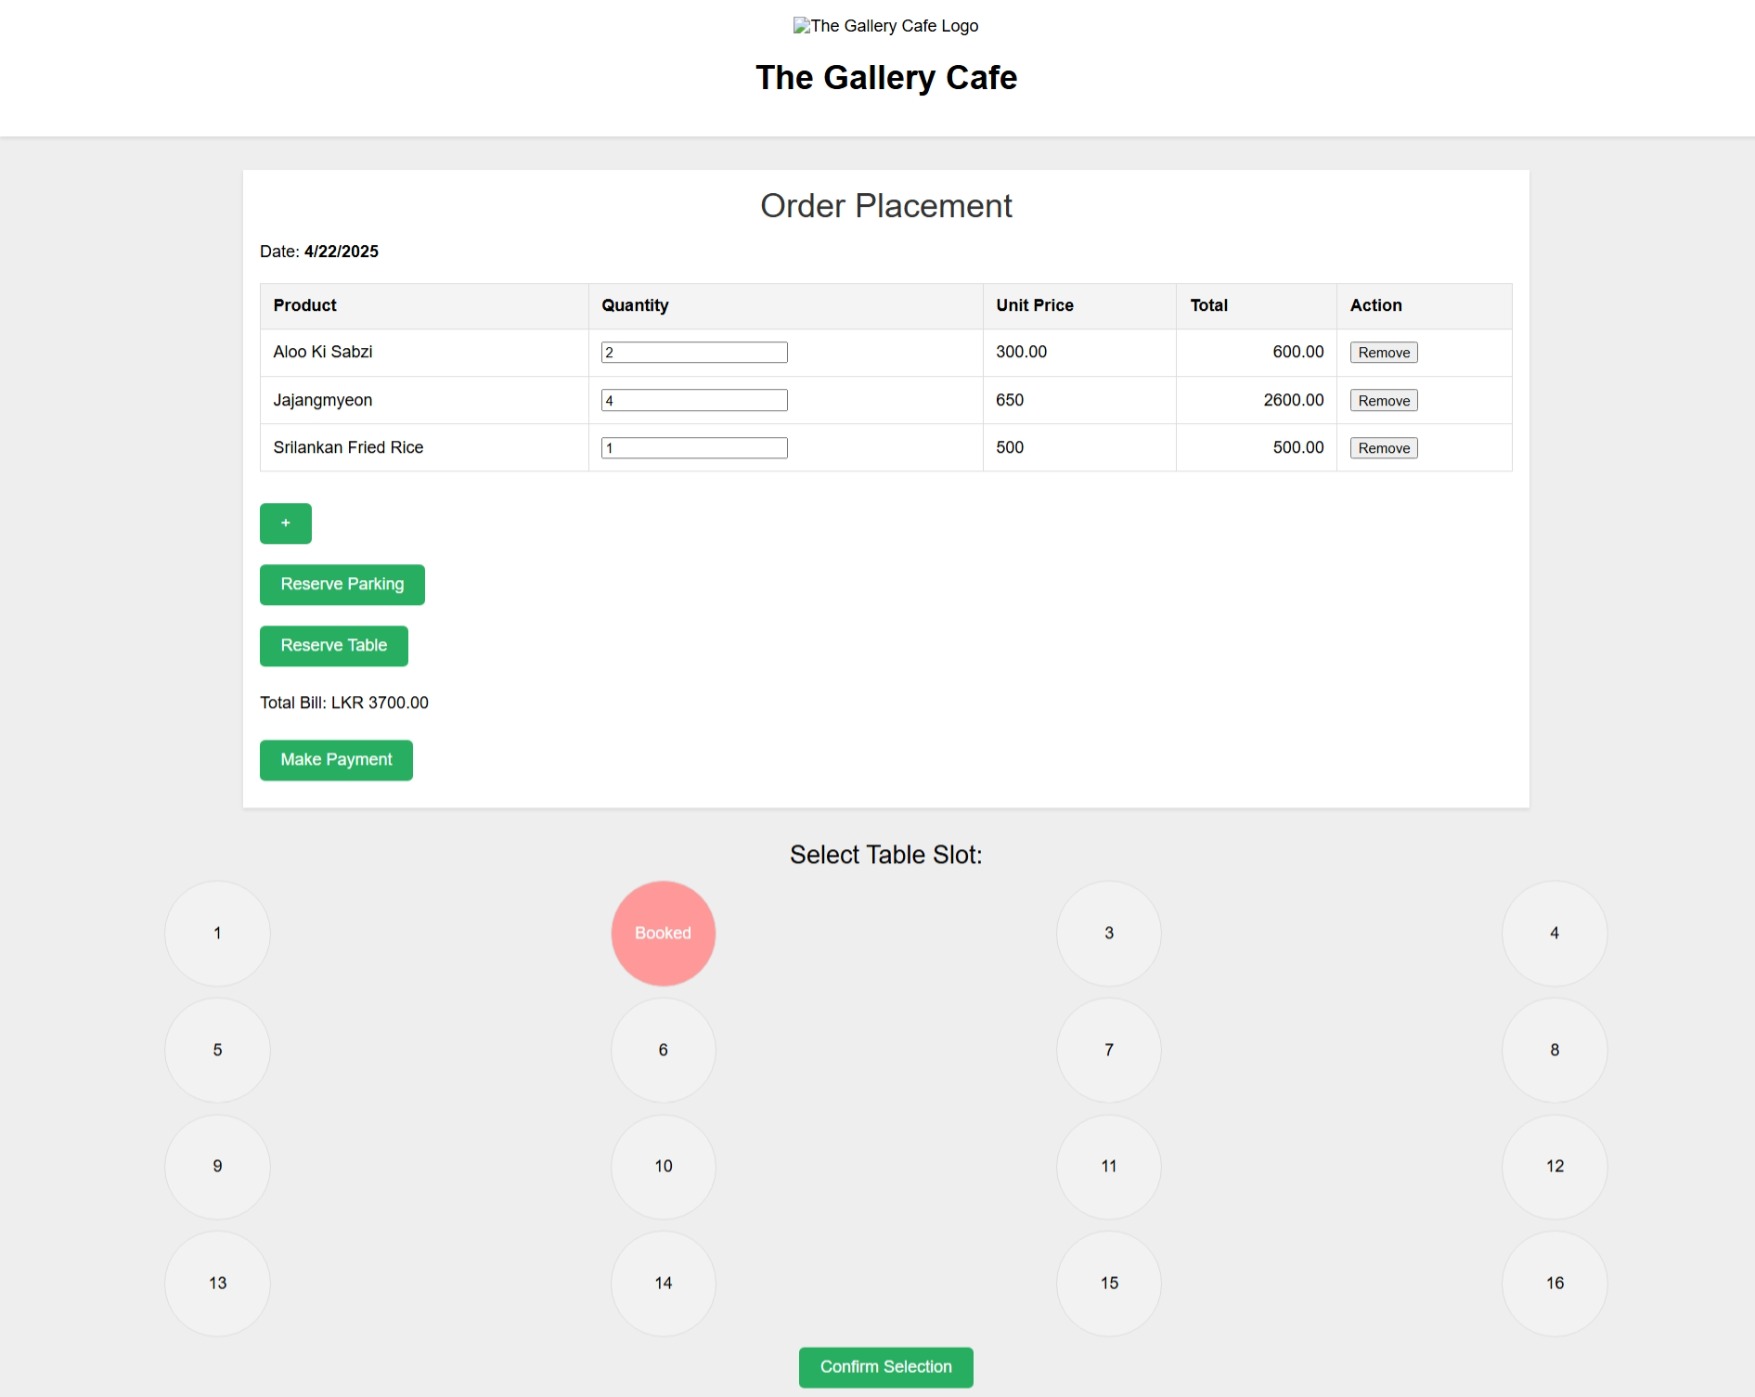 The Gallery Cafe Logo
The Gallery Cafe
Order Placement
Date: 4/22/2025
Product Quantity Unit Price Total Action
Aloo Ki Sabzi 2 300.00 600.00 Remove
Jajangmyeon 4 650 2600.00 Remove
Srilankan Fried Rice 1 500 500.00 Remove
+
Reserve Parking
Reserve Table
Total Bill: LKR 3700.00
Make Payment
Select Table Slot:
1 Booked 3 4
5 6 7 8
9 10 11 12
13 14 15 16
Confirm Selection